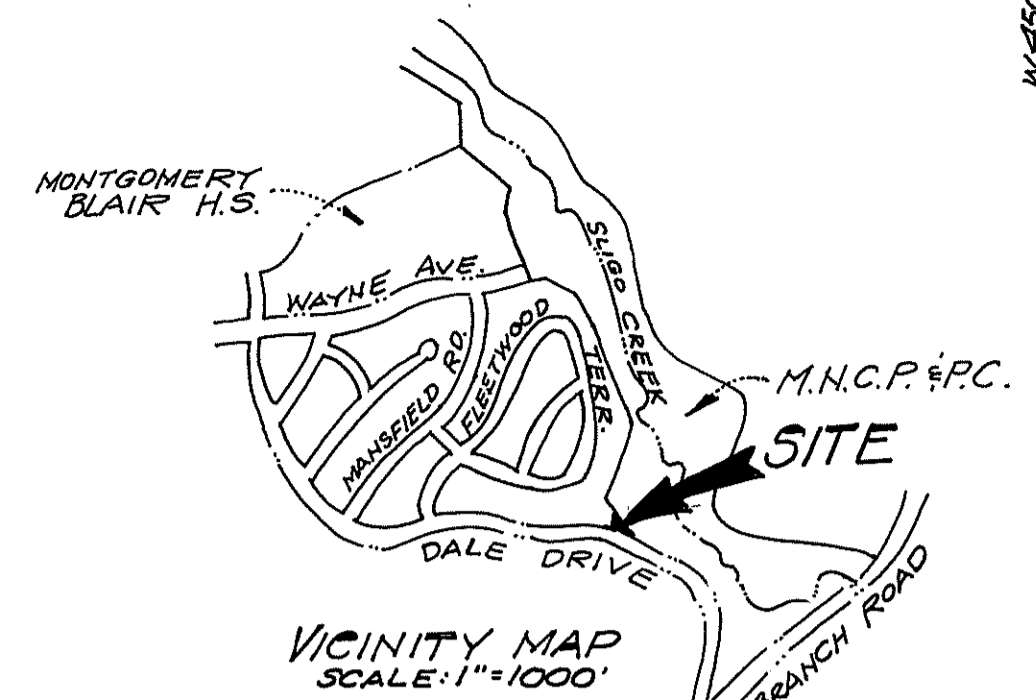 MONTGOMERY
BLAIR H.S.
WAYNE AVE.
SLIGO CREEK
MANSFIELD RD.
FLEETWOOD TERR.
M.N.C.P. & P.C.
SITE
DALE DRIVE
BRANCH ROAD
VICINITY MAP
SCALE: 1"=1000'